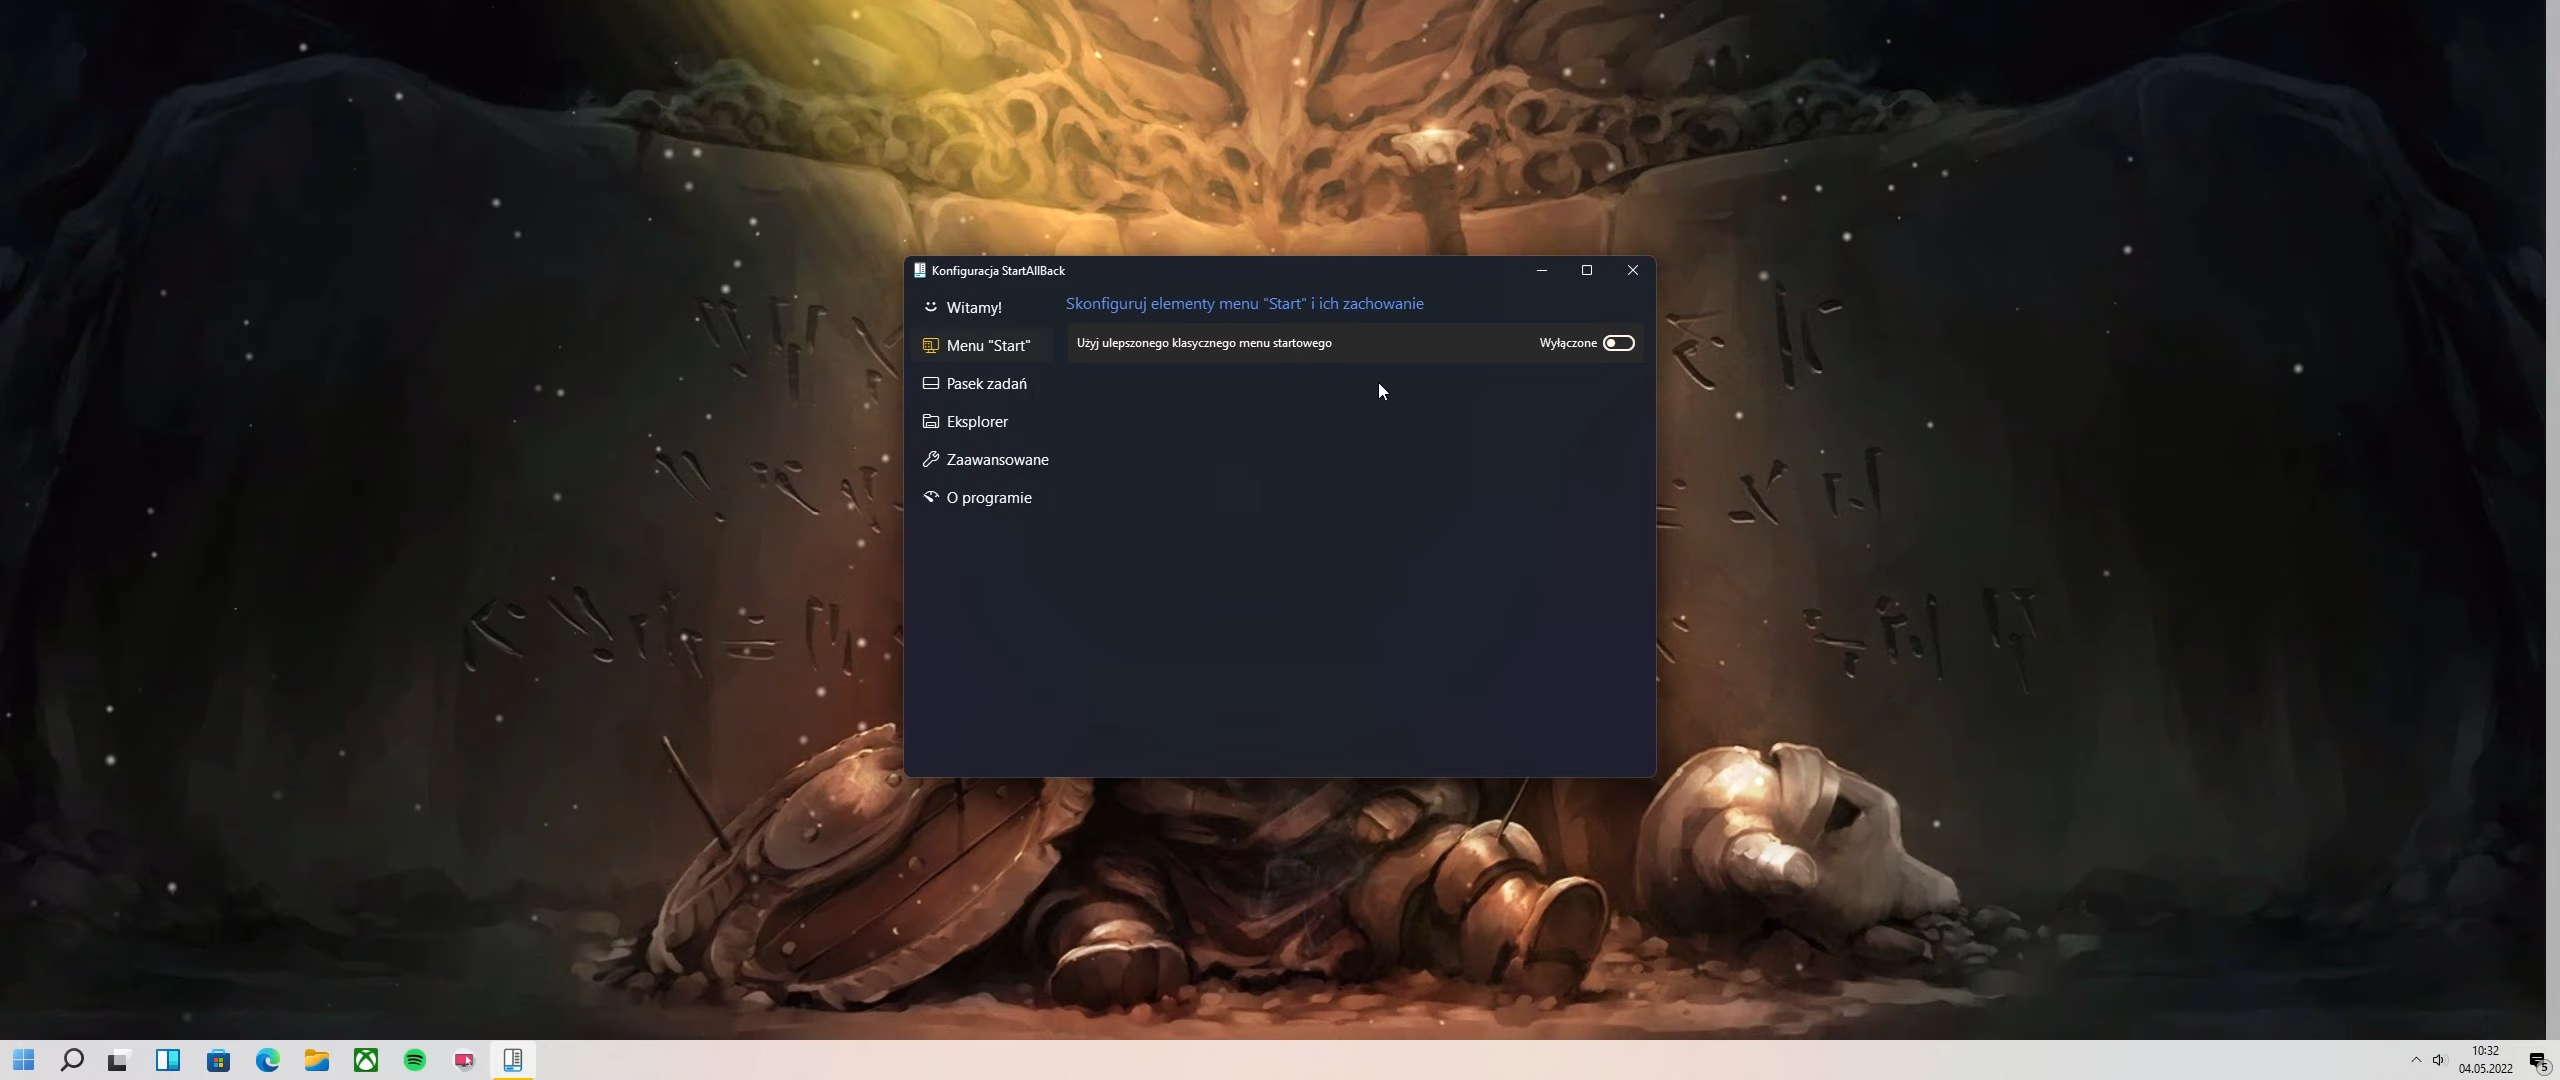 Konfiguracja StartAllBack
Witamy!
Menu "Start"
Pasek zadań
Eksplorer
Zaawansowane
O programie
Skonfiguruj elementy menu "Start" i ich zachowanie
Użyj ulepszonego klasycznego menu startowego
Wyłączone
10:32
04.05.2022
5